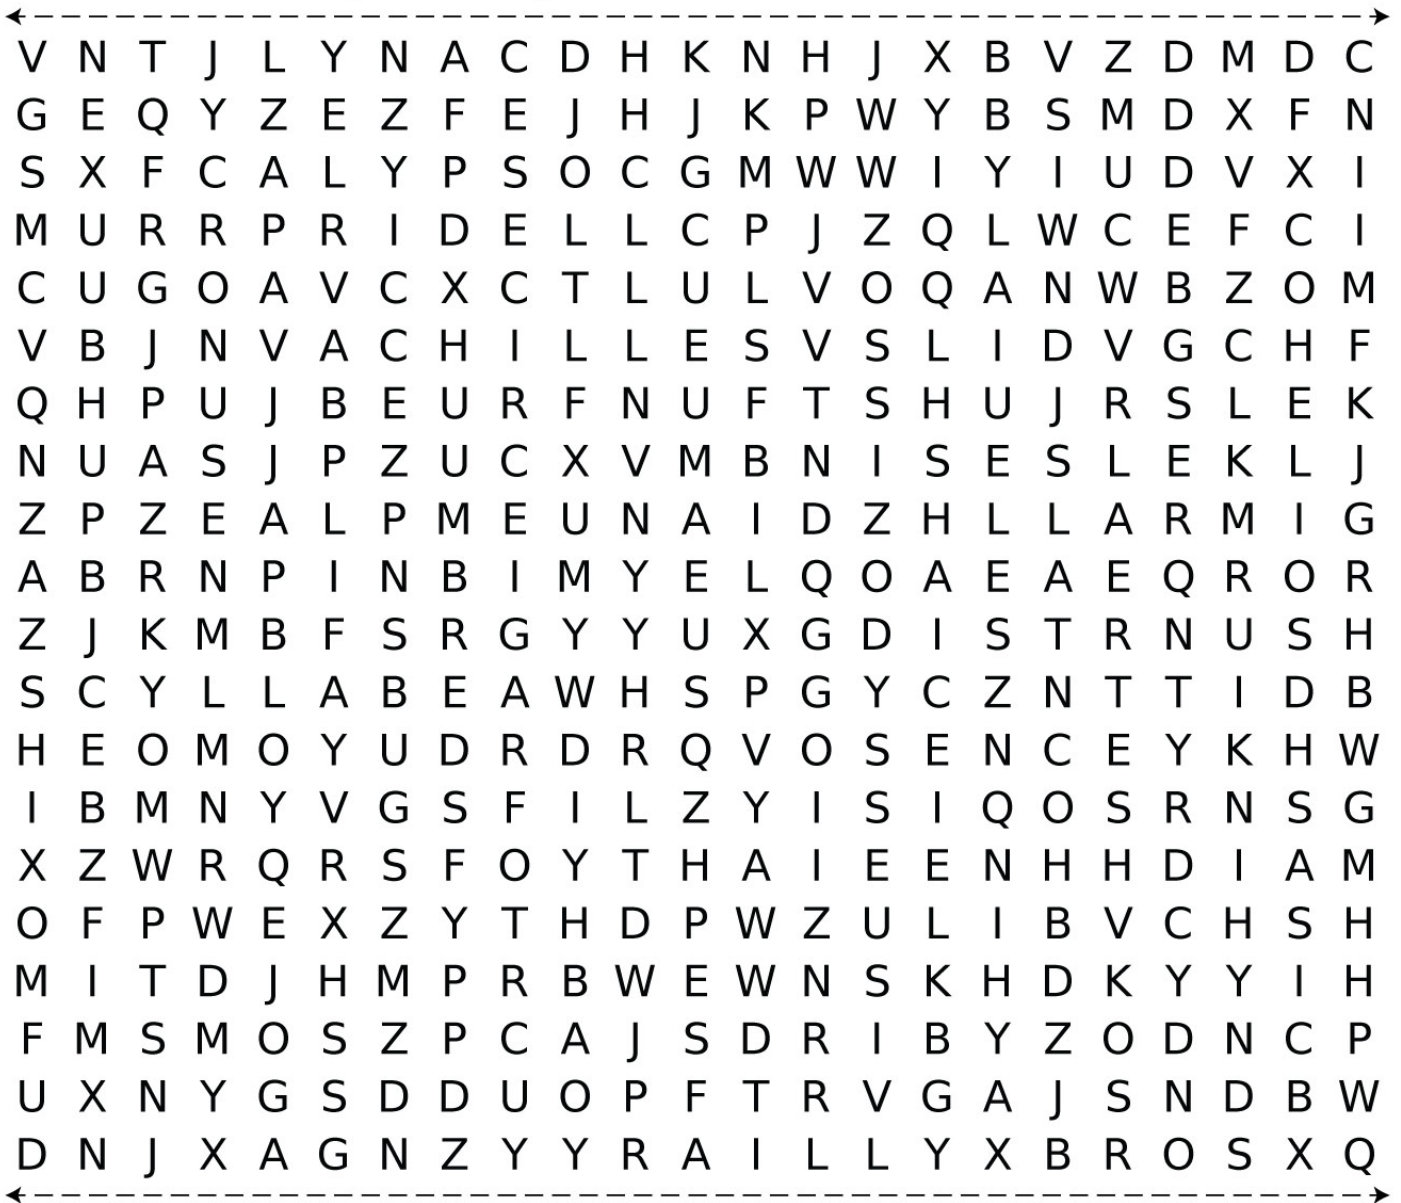 V N T J L Y N A C D H K N H J X B V Z D M D C
G E Q Y Z E Z F E J H J K P W Y B S M D X F N
S X F C A L Y P S O C G M W W I Y I U D V X I
M U R R P R I D E L L C P J Z Q L W C E F C I
C U G O A V C X C T L U L V O Q A N W B Z O M
V B J N V A C H I L L E S V S L I D V G C H F
Q H P U J B E U R F N U F T S H U J R S L E K
N U A S J P Z U C X V M B N I S E S L E K L J
Z P Z E A L P M E U N A I D Z H L L A R M I G
A B R N P I N B I M Y E L Q O A E A E Q R O R
Z J K M B F S R G Y Y U X G D I S T R N U S H
S C Y L L A B E A W H S P G Y C Z N T T I D B
H E O M O Y U D R D R Q V O S E N C E Y K H W
I B M N Y V G S F I L Z Y I S I Q O S R N S G
X Z W R Q R S F O Y T H A I E E N H H D I A M
O F P W E X Z Y T H D P W Z U L I B V C H S H
M I T D J H M P R B W E W N S K H D K Y Y I H
F M S M O S Z P C A J S D R I B Y Z O D N C P
U X N Y G S D D U O P F T R V G A J S N D B W
D N J X A G N Z Y Y R A I L L Y X B R O S X Q